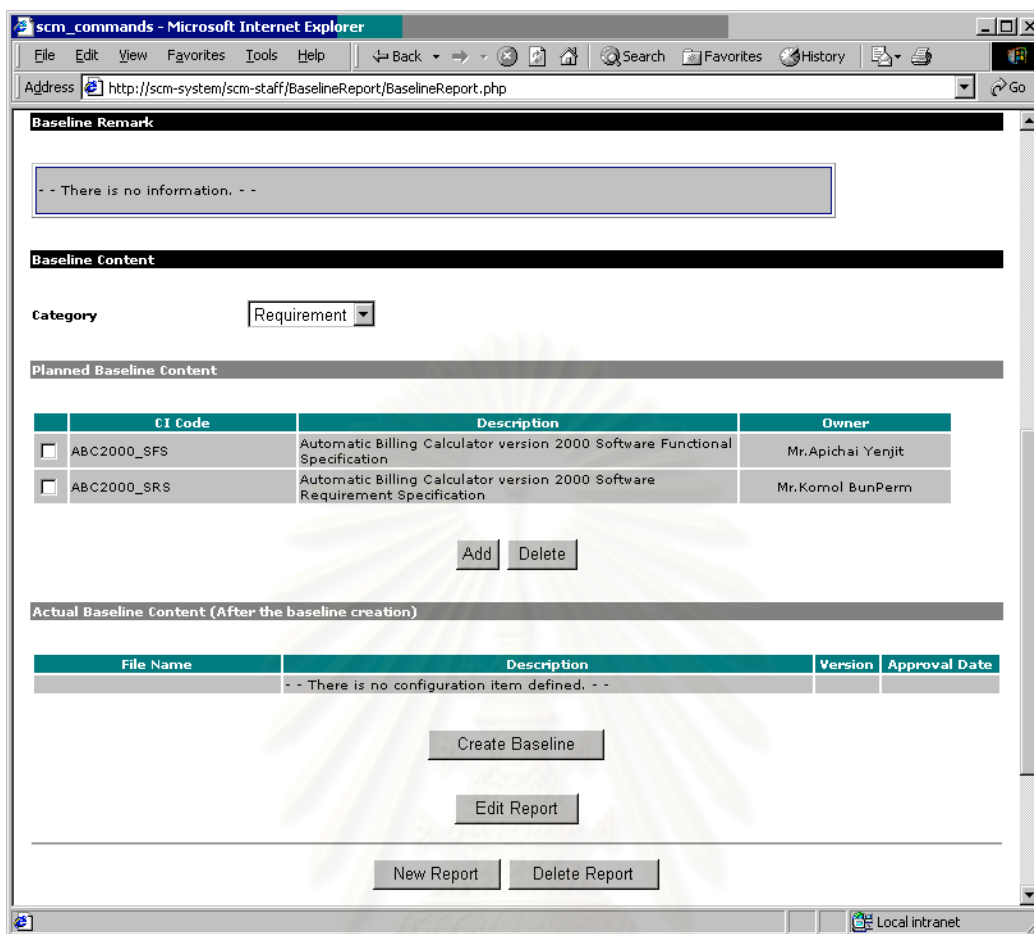 scm_commands - Microsoft Internet Explorer
File Edit View Favorites Tools Help Back Search Favorites History
Address http://scm-system/scm-staff/BaselineReport/BaselineReport.php Go
Baseline Remark
- - There is no information. - -
Baseline Content
Category Requirement
Planned Baseline Content
CI Code Description Owner
ABC2000_SFS Automatic Billing Calculator version 2000 Software Functional Specification Mr.Apichai Yenjit
ABC2000_SRS Automatic Billing Calculator version 2000 Software Requirement Specification Mr.Komol BunPerm
Add Delete
Actual Baseline Content (After the baseline creation)
File Name Description Version Approval Date
- - There is no configuration item defined. - -
Create Baseline
Edit Report
New Report Delete Report
Local intranet